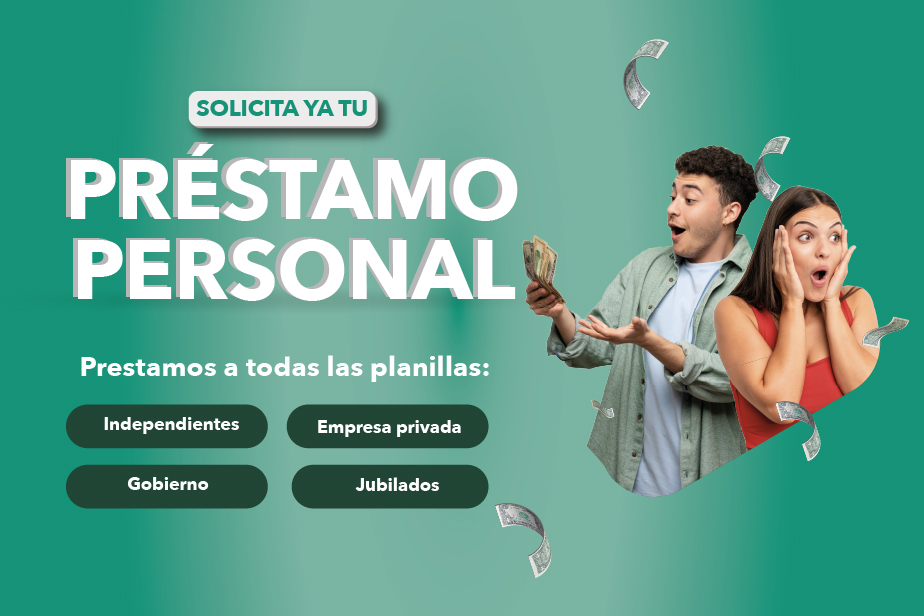 SOLICITA YA TU
PRÉSTAMO
PERSONAL
Prestamos a todas las planillas:
Independientes
Empresa privada
Gobierno
Jubilados